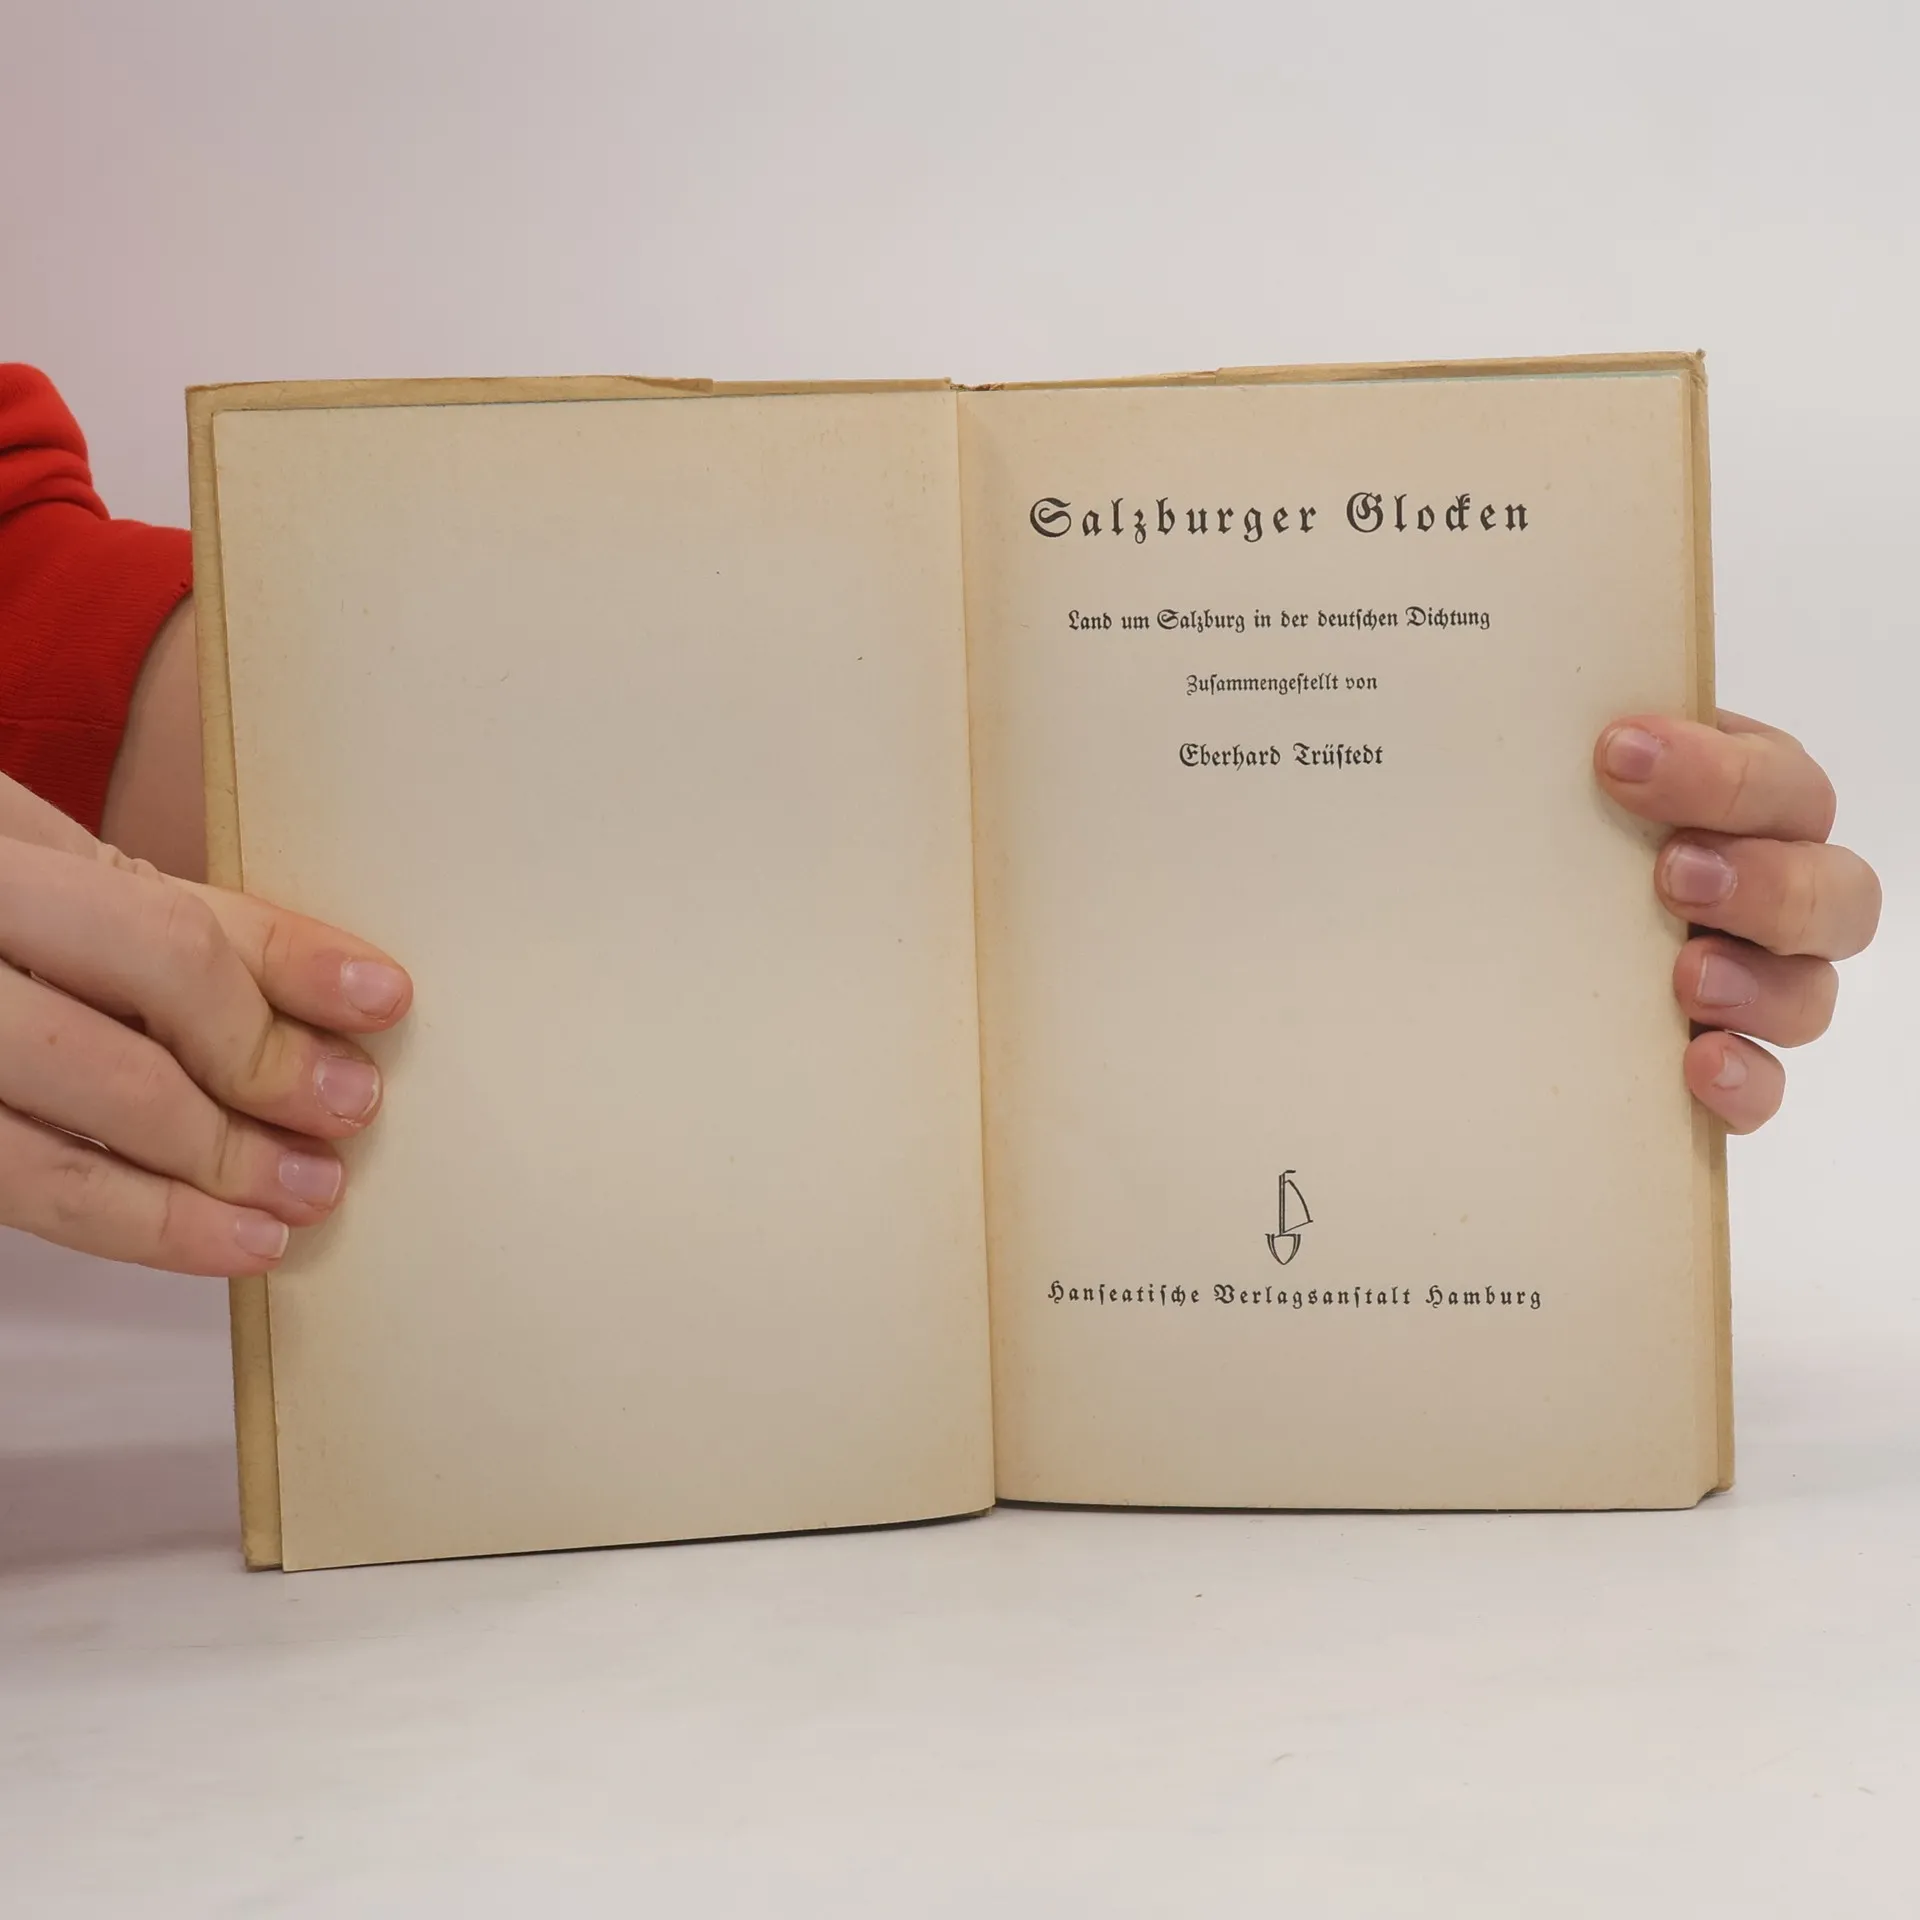 Salzburger Glocken
Land um Salzburg in der deutſchen Dichtung
Zuſammengeſtellt von
Eberhard Trüſtedt
Hanſeatiſche Verlagsanſtalt Hamburg